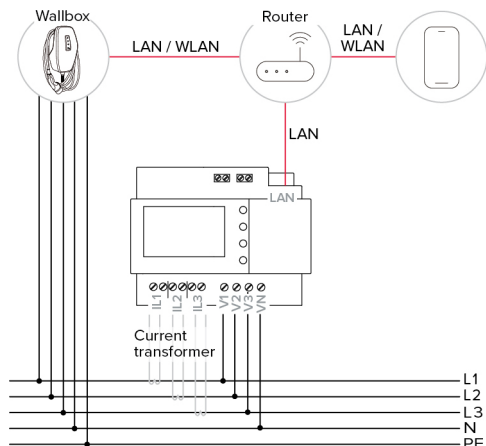 Wallbox
Router
LAN / WLAN
LAN /
WLAN
LAN
LAN
IL1
IL2
IL3
V1
V2
V3
VN
Current
transformer
L1
L2
L3
N
PE